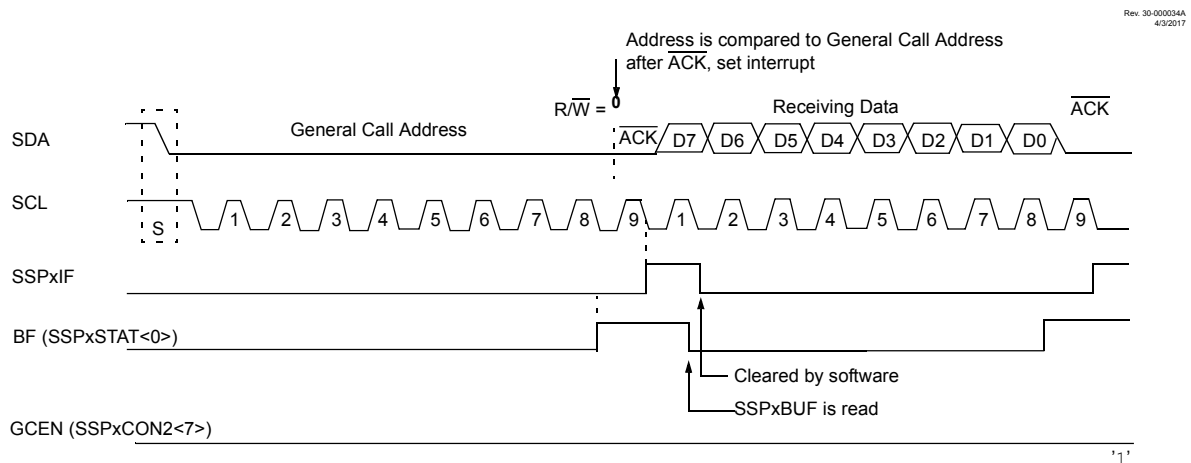 Rev. 30-000034A
4/3/2017
Address is compared to General Call Address
after ACK, set interrupt
R/W = 0
Receiving Data
ACK
SDA
General Call Address
ACK D7 D6 D5 D4 D3 D2 D1 D0
SCL
S 1 2 3 4 5 6 7 8 9 1 2 3 4 5 6 7 8 9
SSPxIF
BF (SSPxSTAT<0>)
Cleared by software
SSPxBUF is read
GCEN (SSPxCON2<7>)
'1'